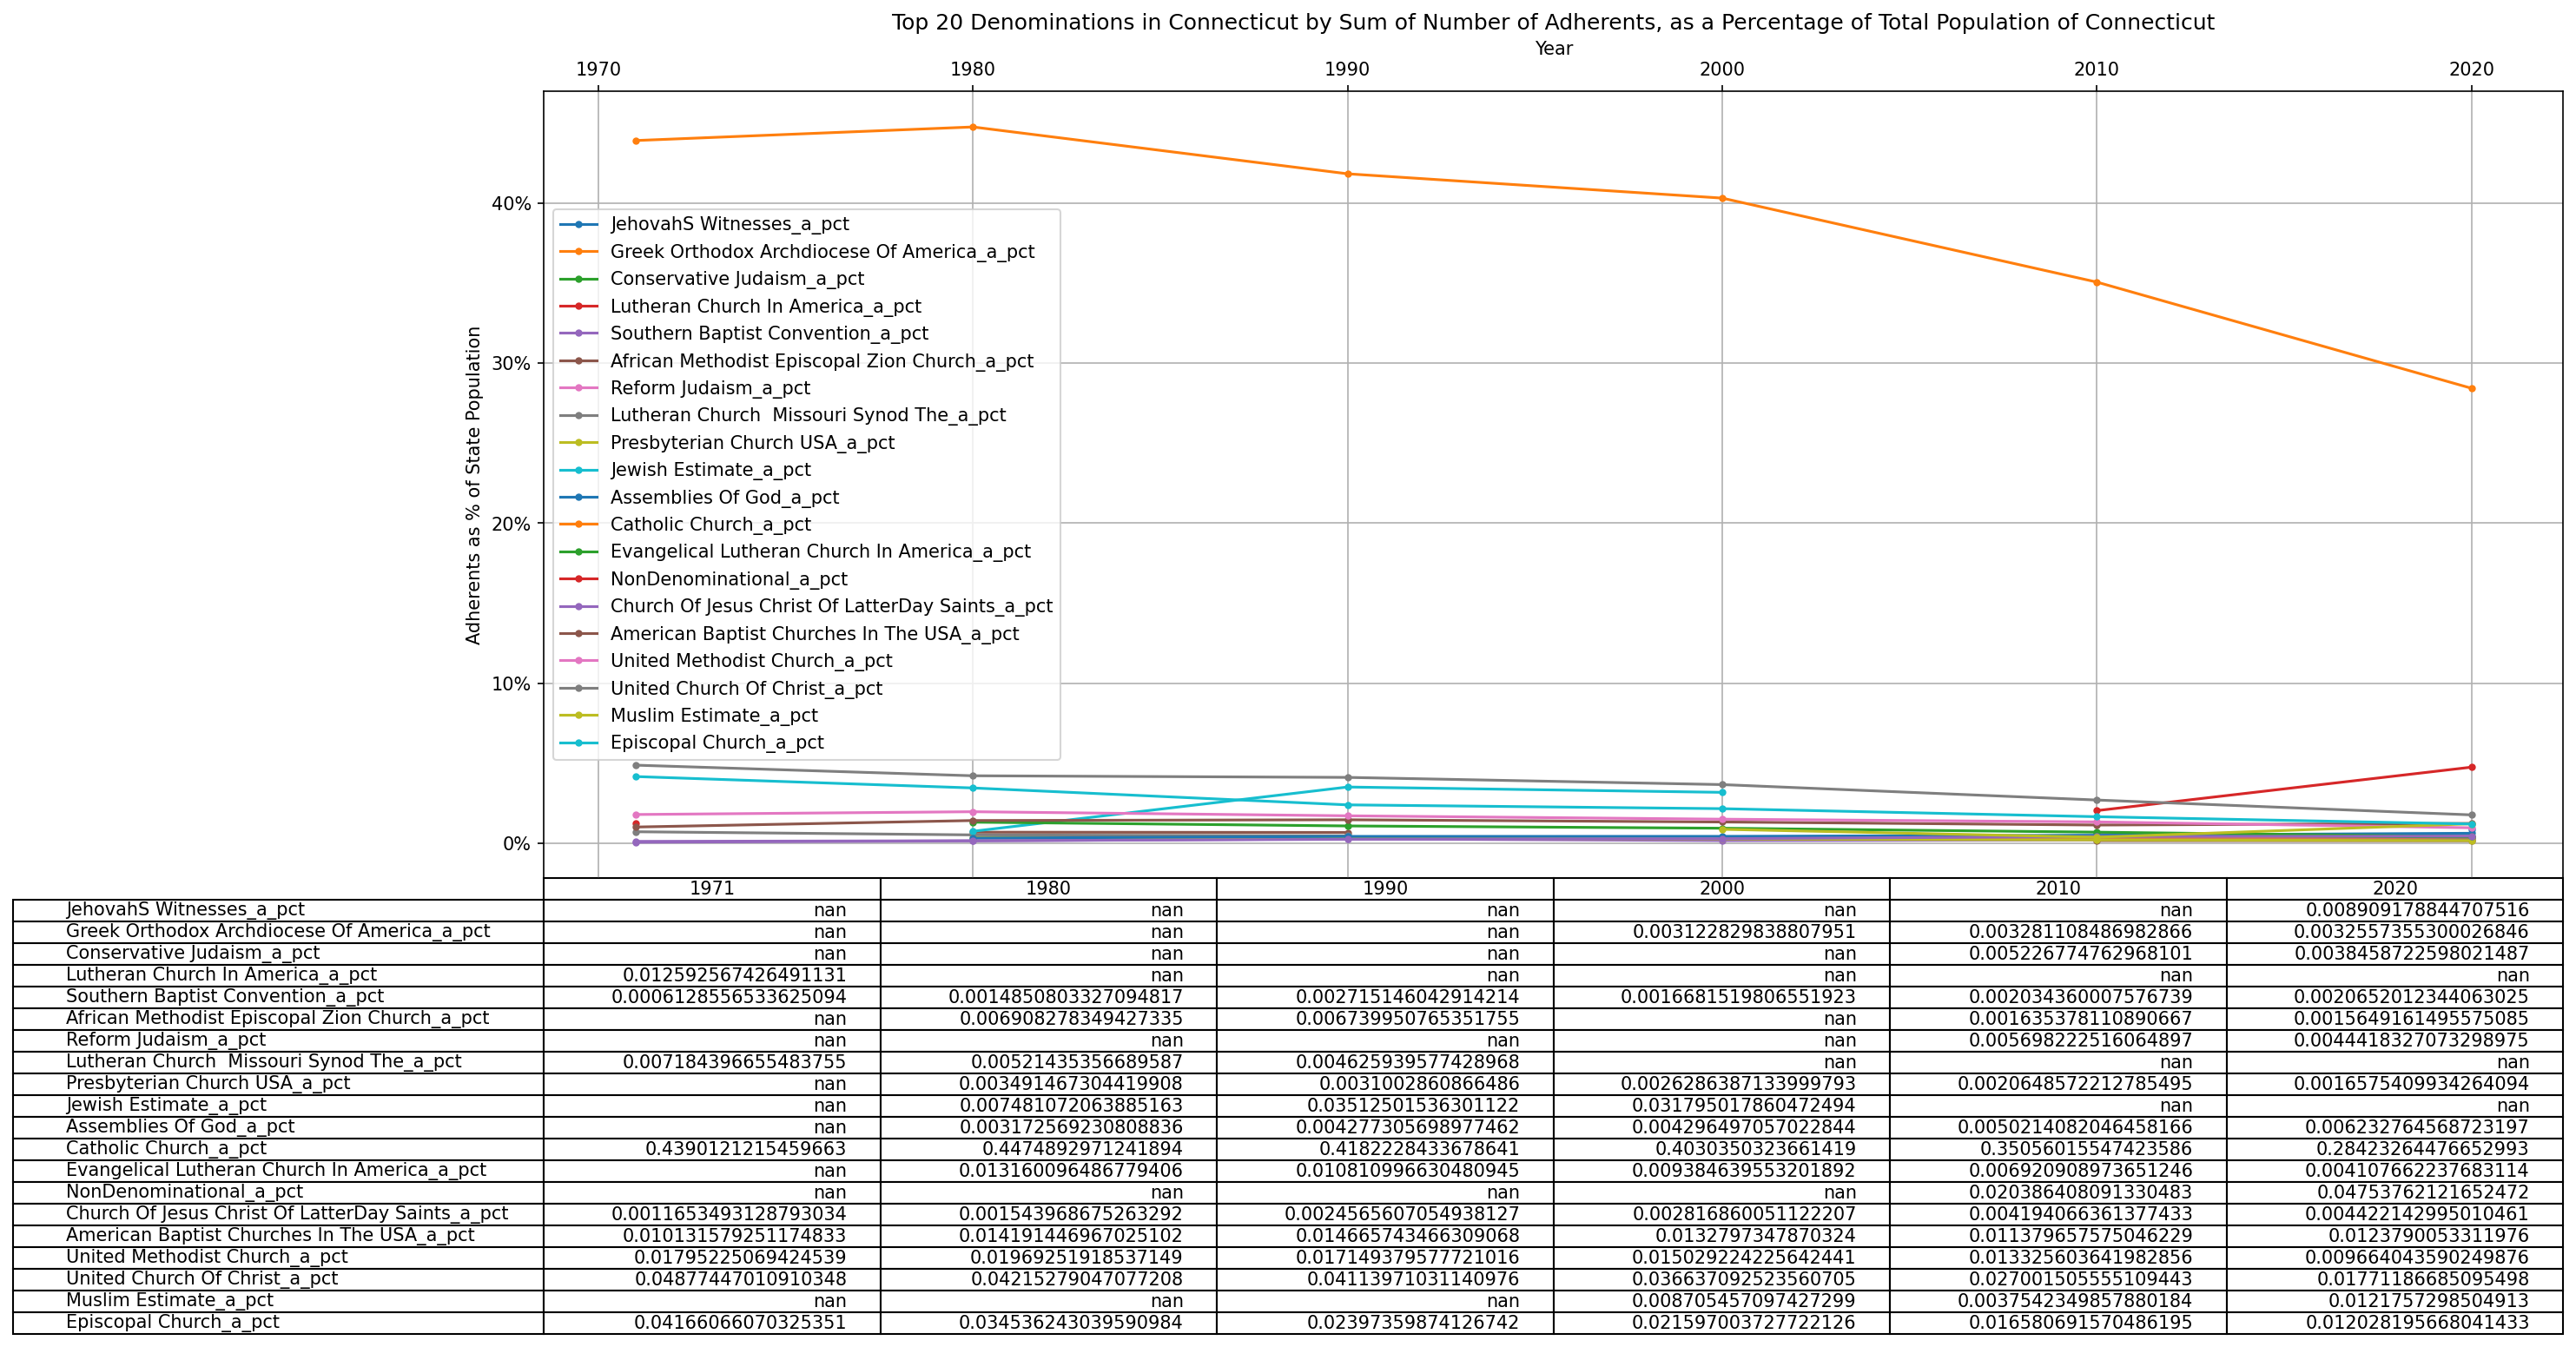 Top 20 Denominations in Connecticut by Sum of Number of Adherents, as a Percentage of Total Population of Connecticut
Year
1970 1980 1990 2000 2010 2020
Adherents as % of State Population
40%
30%
20%
10%
0%
JehovahS Witnesses_a_pct
Greek Orthodox Archdiocese Of America_a_pct
Conservative Judaism_a_pct
Lutheran Church In America_a_pct
Southern Baptist Convention_a_pct
African Methodist Episcopal Zion Church_a_pct
Reform Judaism_a_pct
Lutheran Church  Missouri Synod The_a_pct
Presbyterian Church USA_a_pct
Jewish Estimate_a_pct
Assemblies Of God_a_pct
Catholic Church_a_pct
Evangelical Lutheran Church In America_a_pct
NonDenominational_a_pct
Church Of Jesus Christ Of LatterDay Saints_a_pct
American Baptist Churches In The USA_a_pct
United Methodist Church_a_pct
United Church Of Christ_a_pct
Muslim Estimate_a_pct
Episcopal Church_a_pct
1971 1980 1990 2000 2010 2020
JehovahS Witnesses_a_pct nan nan nan nan nan 0.008909178844707516
Greek Orthodox Archdiocese Of America_a_pct nan nan nan 0.003122829838807951 0.003281108486982866 0.0032557355300026846
Conservative Judaism_a_pct nan nan nan nan 0.005226774762968101 0.0038458722598021487
Lutheran Church In America_a_pct 0.012592567426491131 nan nan nan nan nan
Southern Baptist Convention_a_pct 0.0006128556533625094 0.0014850803327094817 0.002715146042914214 0.0016681519806551923 0.002034360007576739 0.0020652012344063025
African Methodist Episcopal Zion Church_a_pct nan 0.006908278349427335 0.006739950765351755 nan 0.001635378110890667 0.0015649161495575085
Reform Judaism_a_pct nan nan nan nan 0.005698222516064897 0.0044418327073298975
Lutheran Church  Missouri Synod The_a_pct 0.007184396655483755 0.00521435356689587 0.004625939577428968 nan nan nan
Presbyterian Church USA_a_pct nan 0.003491467304419908 0.0031002860866486 0.0026286387133999793 0.0020648572212785495 0.0016575409934264094
Jewish Estimate_a_pct nan 0.007481072063885163 0.03512501536301122 0.031795017860472494 nan nan
Assemblies Of God_a_pct nan 0.003172569230808836 0.004277305698977462 0.004296497057022844 0.0050214082046458166 0.006232764568723197
Catholic Church_a_pct 0.4390121215459663 0.4474892971241894 0.41822284336786​41 0.4030350323661419 0.35056015547423586 0.284233264476652993
Evangelical Lutheran Church In America_a_pct nan 0.013160096486779406 0.010810996630480945 0.009384639553201892 0.006920908973651246 0.004107662237683114
NonDenominational_a_pct nan nan nan nan 0.020386408091330483 0.04753762121652472
Church Of Jesus Christ Of LatterDay Saints_a_pct 0.0011653493128793034 0.001543968675263292 0.0024565607054938127 0.002816860051122207 0.004194066361377433 0.004422142995010461
American Baptist Churches In The USA_a_pct 0.010131579251174833 0.014191446967025102 0.014665743466309068 0.0132797347870324 0.011379657575046229 0.0123790053311976
United Methodist Church_a_pct 0.01795225069424539 0.01969251918537149 0.017149379577721016 0.015029224225642441 0.013325603641982856 0.009664043590249876
United Church Of Christ_a_pct 0.04877447010910348 0.04215279047077208 0.04113971031140976 0.036637092523560705 0.027001505555109443 0.01771186685095498
Muslim Estimate_a_pct nan nan nan 0.008705457097427299 0.0037542349857880184 0.0121757298504913
Episcopal Church_a_pct 0.04166066070325351 0.034536243039590984 0.02397359874126742 0.021597003727722126 0.016580691570486195 0.012028195668041433